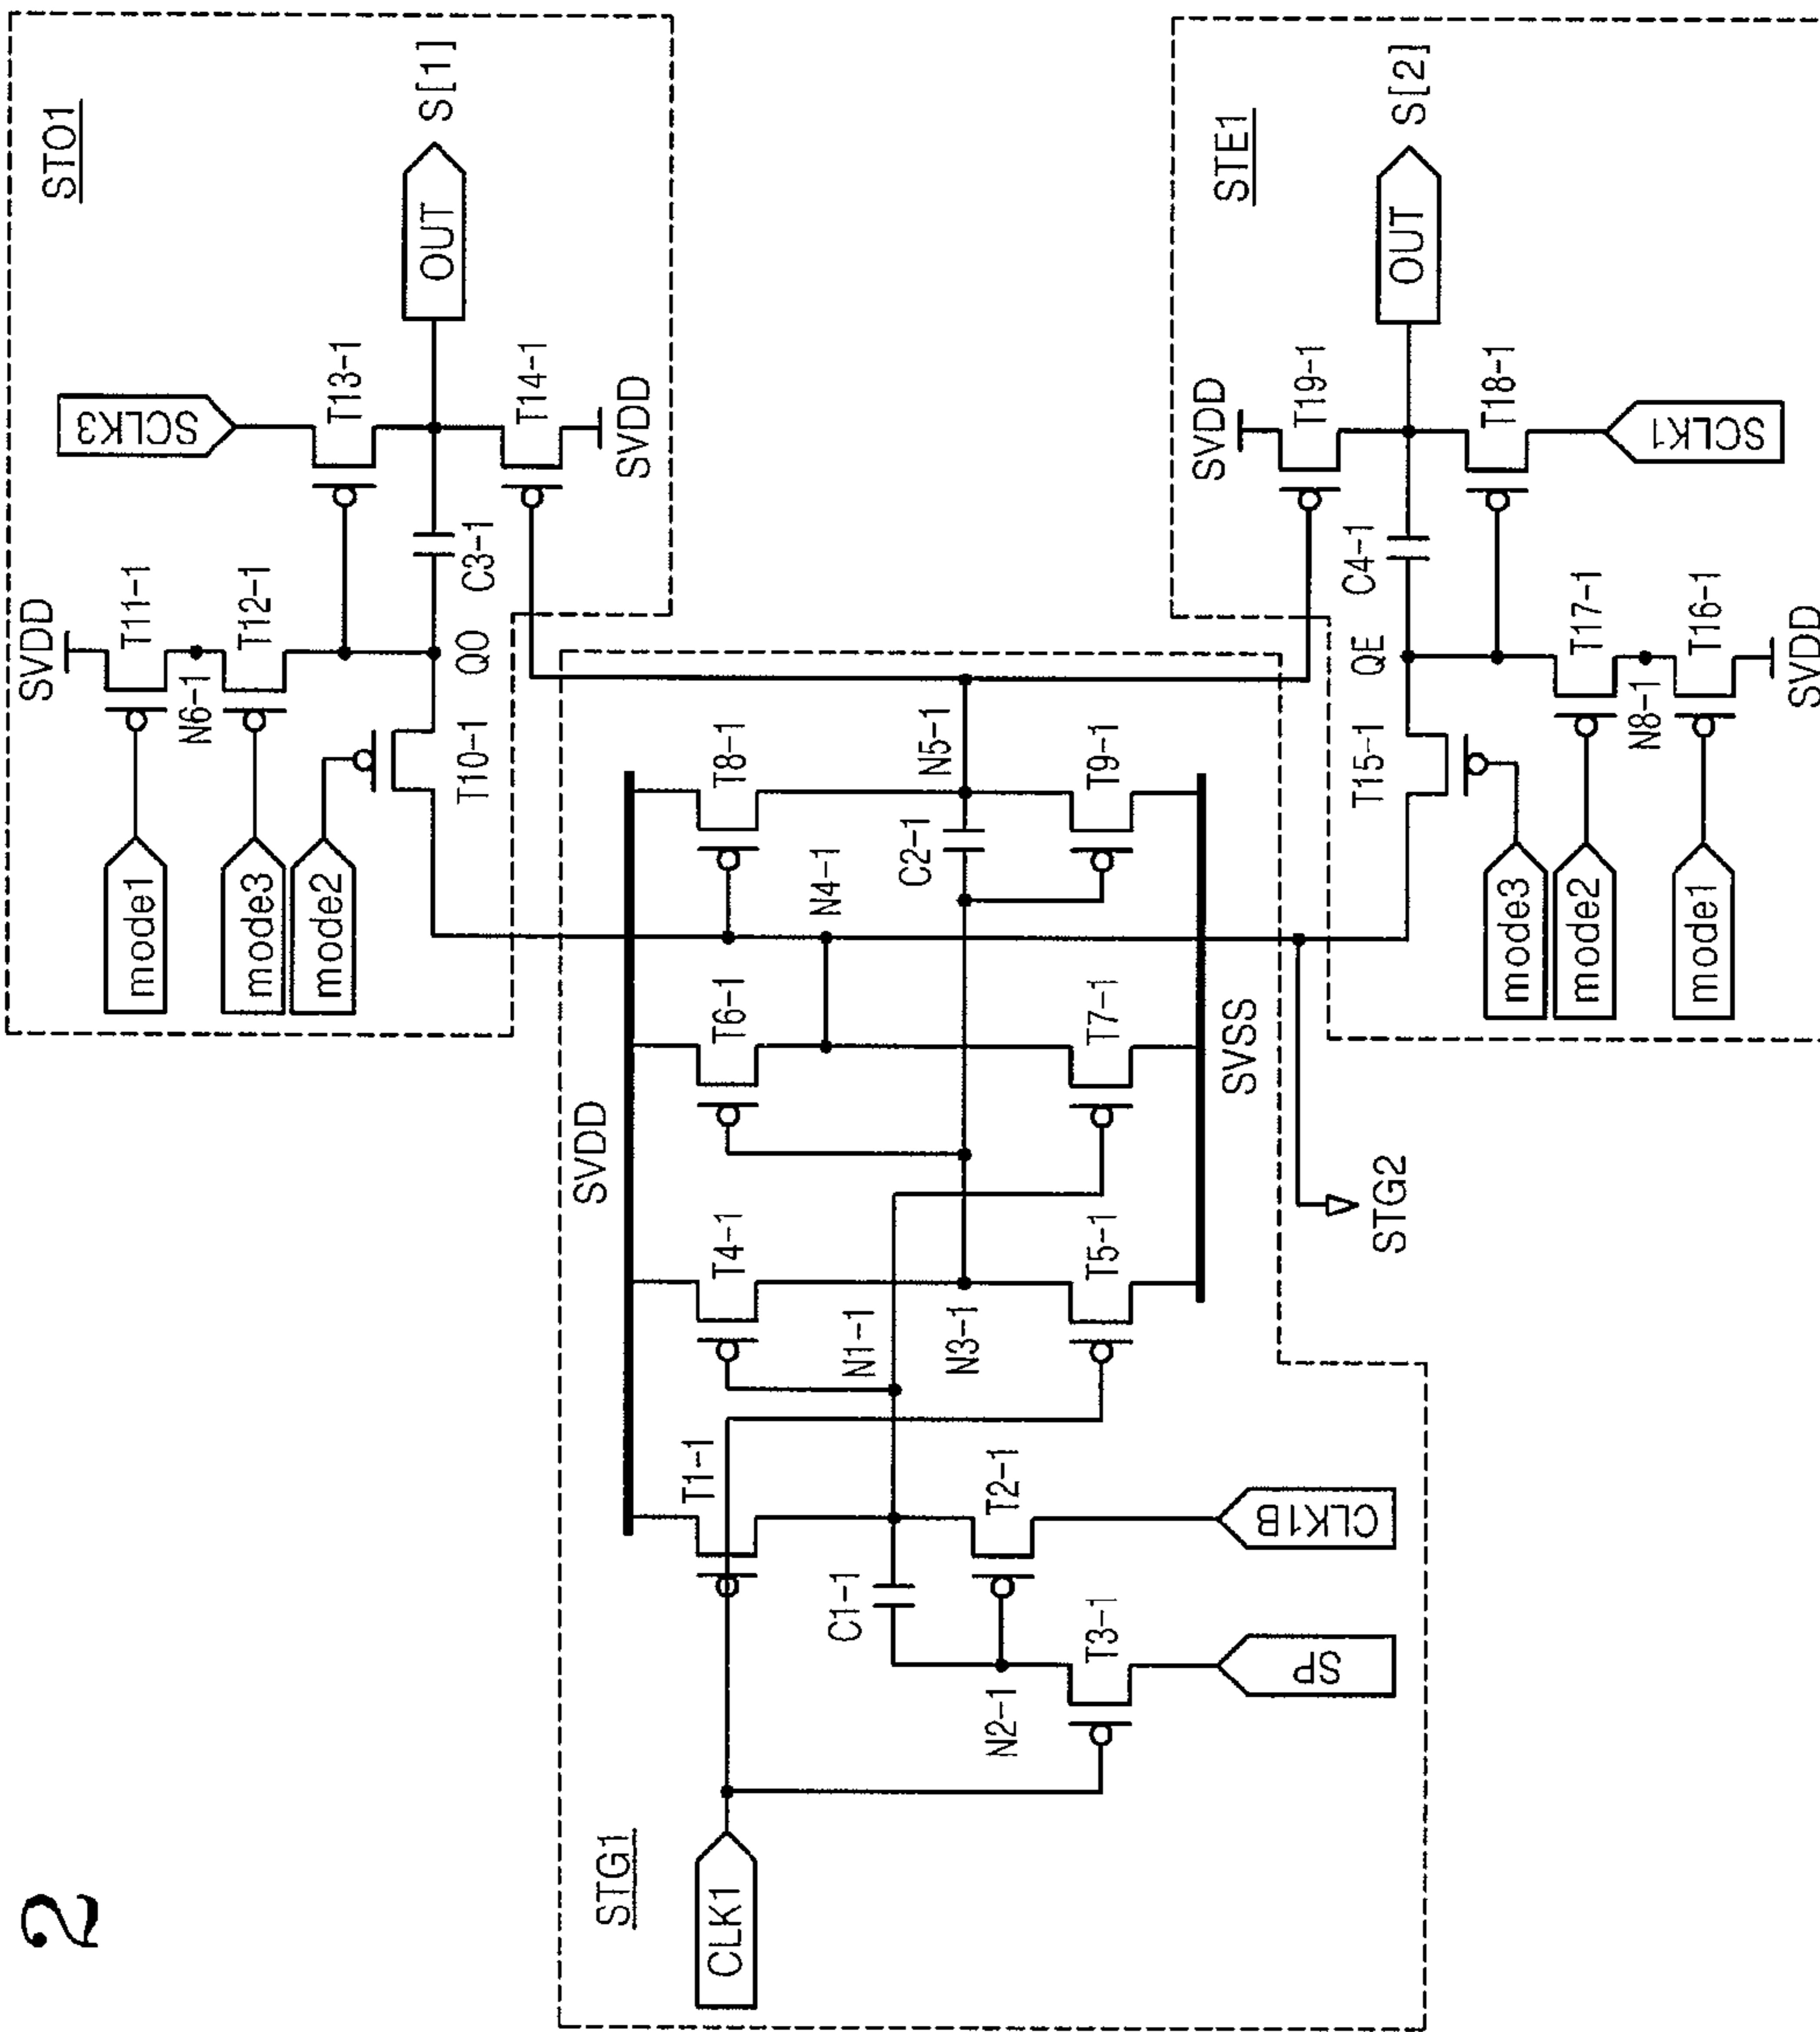 2
STO1
SVDD
SCLK3
mode1
T11-1
N6-1
mode3
T12-1
mode2
T10-1
QO
C3-1
T13-1
T14-1
SVDD
OUT
S[1]
STG1
SVDD
CLK1
T1-1
T4-1
T6-1
T8-1
C1-1
N1-1
N4-1
N5-1
C2-1
N2-1
T2-1
N3-1
T3-1
T5-1
T7-1
T9-1
SP
CLK1B
SVSS
STG2
STE1
SVDD
T19-1
T15-1
QE
C4-1
OUT
S[2]
T18-1
mode3
mode2
T17-1
N8-1
mode1
T16-1
SVDD
SCLK1